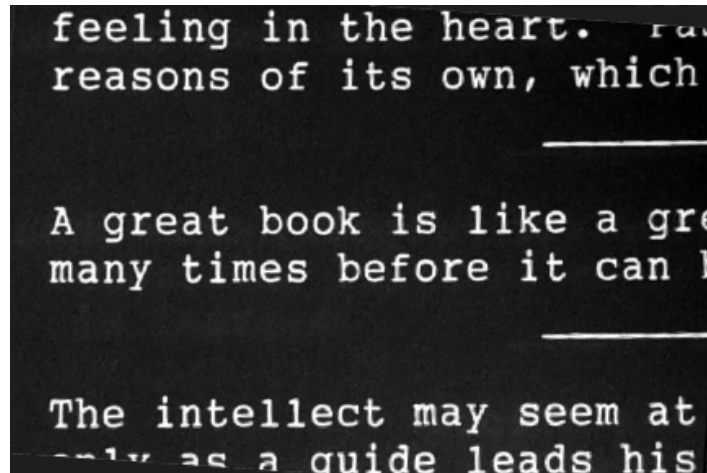 feeling in the heart.
reasons of its own, which
A great book is like a
many times before it can
The intellect may seem at
only as a guide leads his